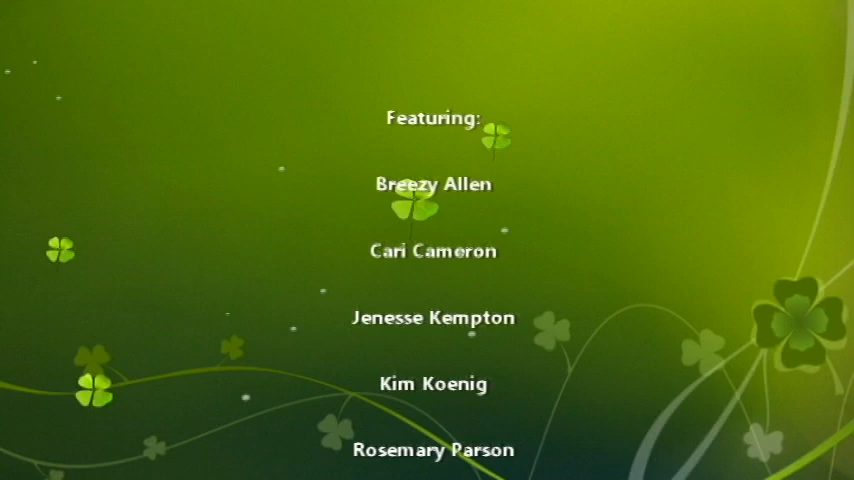 Featuring:
Breezy Allen
Cari Cameron
Jenesse Kempton
Kim Koenig
Rosemary Parson